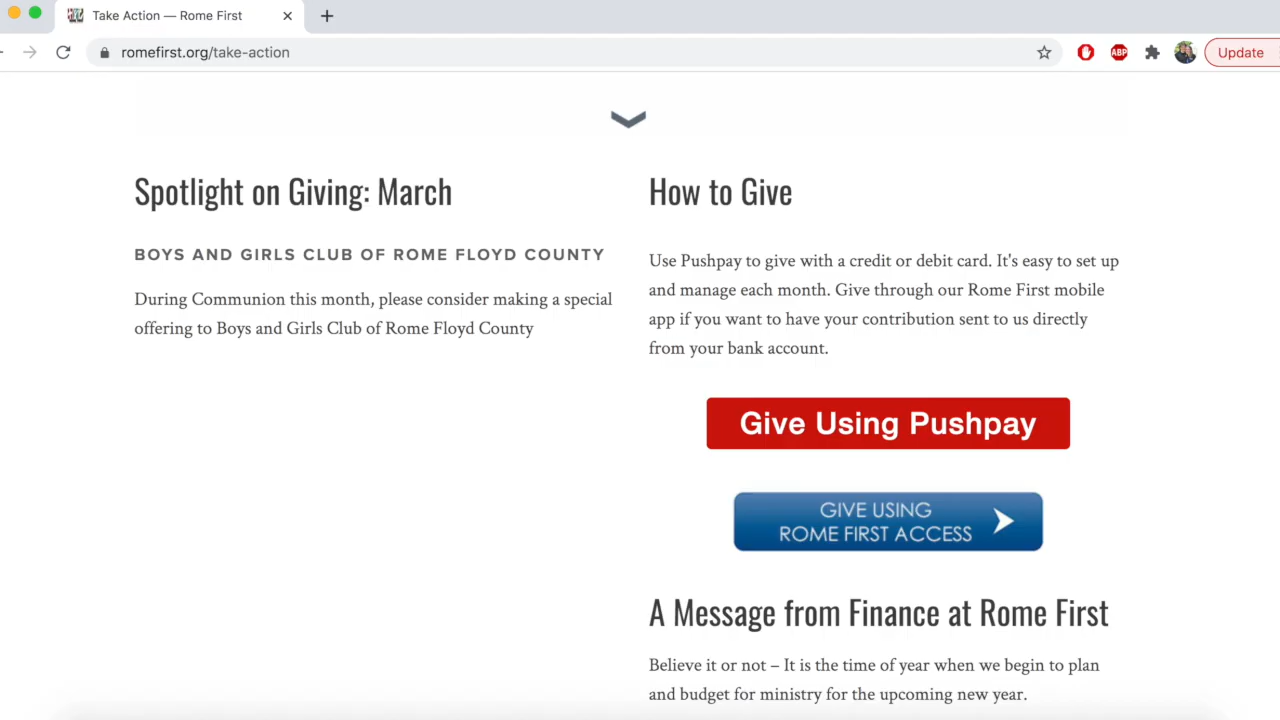 Take Action — Rome First
romefirst.org/take-action
ABP
Update
Spotlight on Giving: March
BOYS AND GIRLS CLUB OF ROME FLOYD COUNTY
During Communion this month, please consider making a special
offering to Boys and Girls Club of Rome Floyd County
How to Give
Use Pushpay to give with a credit or debit card. It's easy to set up
and manage each month. Give through our Rome First mobile
app if you want to have your contribution sent to us directly
from your bank account.
Give Using Pushpay
GIVE USING
ROME FIRST ACCESS
A Message from Finance at Rome First
Believe it or not – It is the time of year when we begin to plan
and budget for ministry for the upcoming new year.